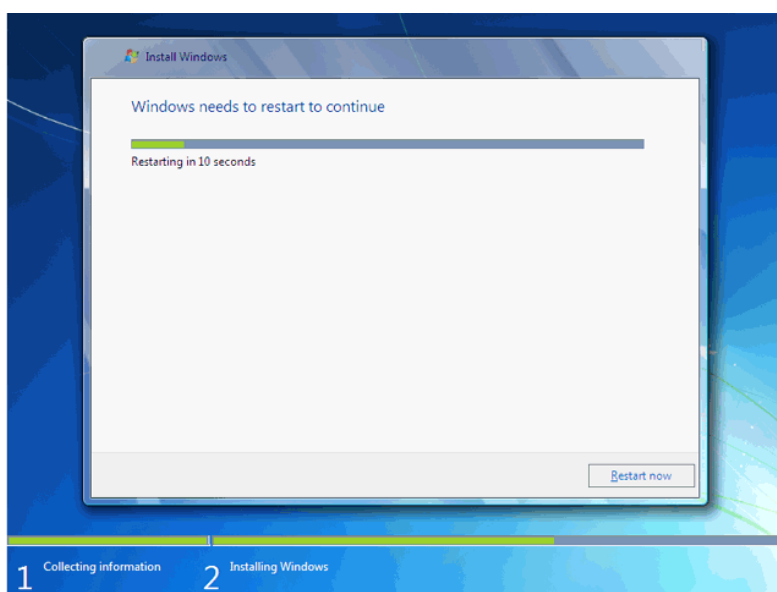 Install Windows
Windows needs to restart to continue
Restarting in 10 seconds
Restart now
1 Collecting information 2 Installing Windows